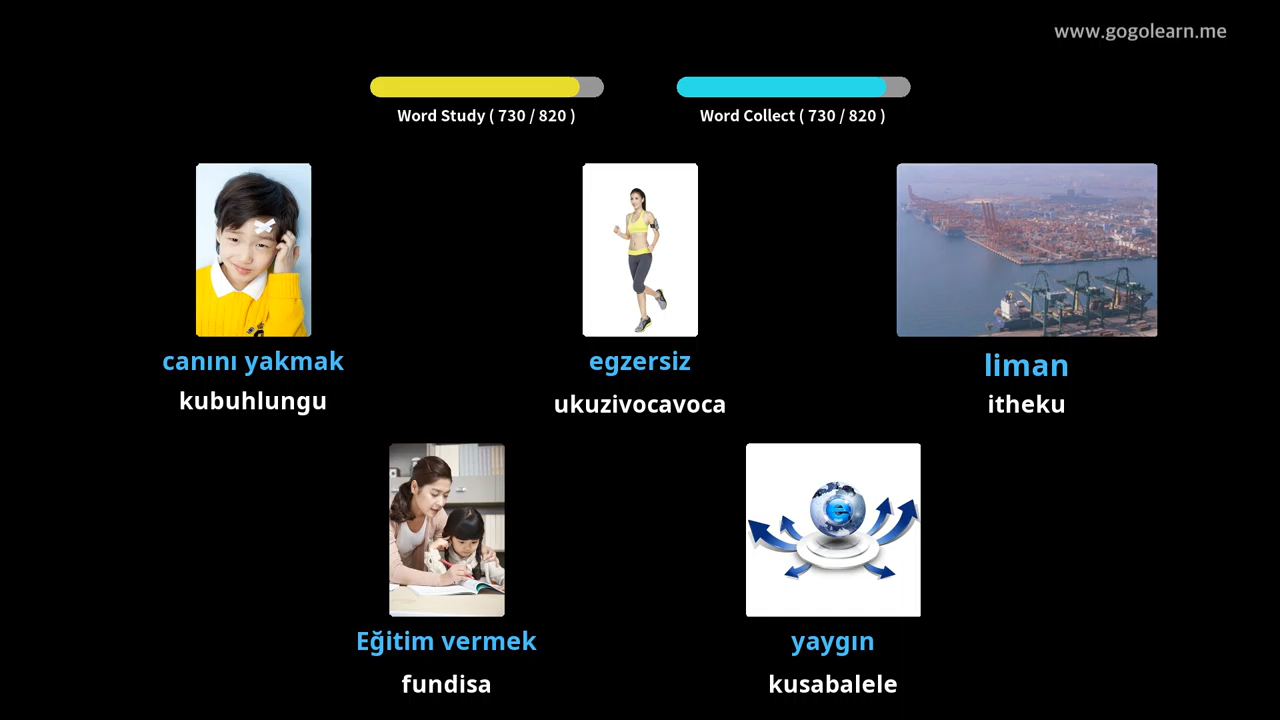 www.gogolearn.me
Word Study ( 730 / 820 )
Word Collect ( 730 / 820 )
canını yakmak
kubuhlungu
egzersiz
ukuzivocavoca
liman
itheku
Eğitim vermek
fundisa
yaygın
kusabalele